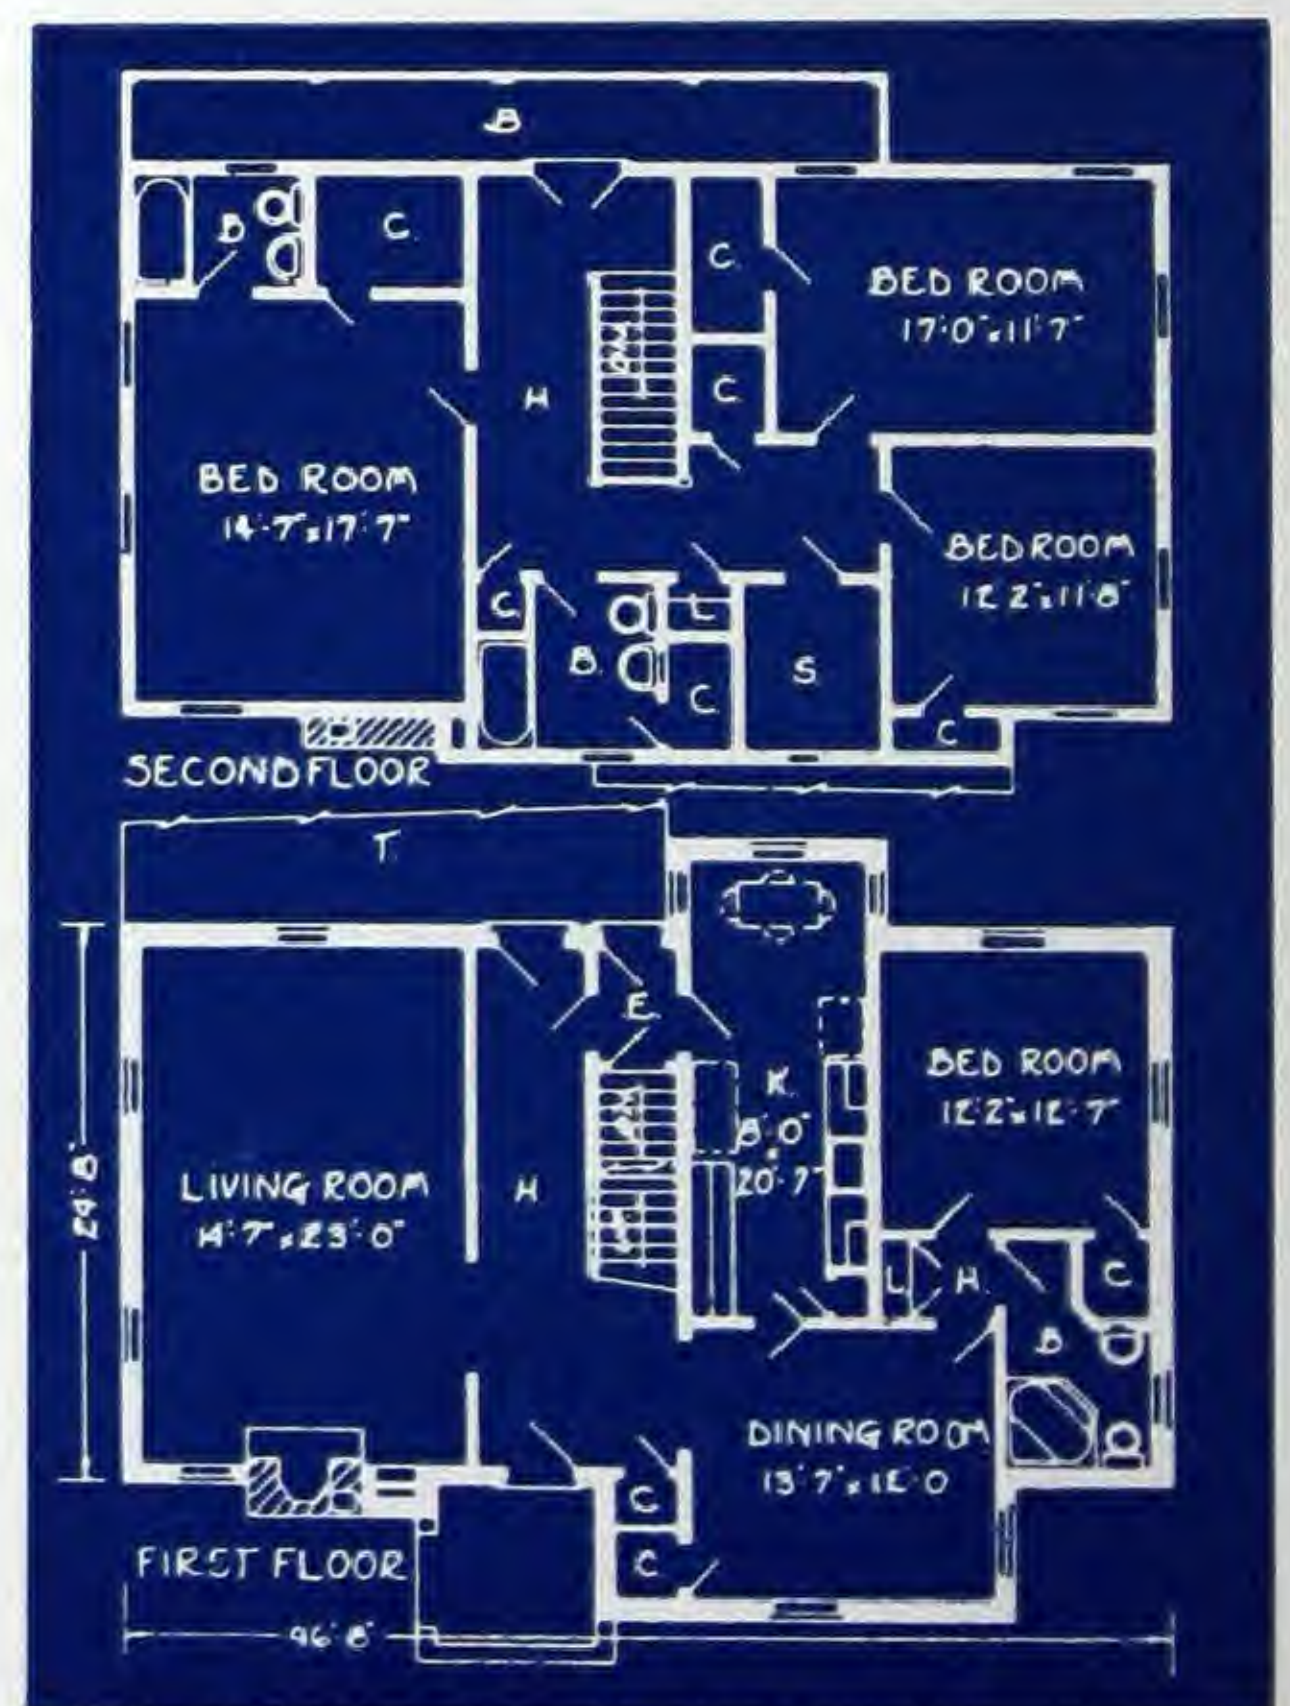 B
B
C.
C.
BED ROOM
17'-0"x11'-7"
C.
H
BED ROOM
14'-7"x17'-7"
BED ROOM
12'2"x11'-8"
C.
L
B.
S
C.
C
SECOND FLOOR
T.
E.
BED ROOM
12'2"x12'-7"
K.
8'-0"
x
20'-7"
LIVING ROOM
14'-7"x23'-0"
H
24'-8"
L
H.
C
B
DINING ROOM
13'7"x12'-0
C
C
FIRST FLOOR
46'-8"